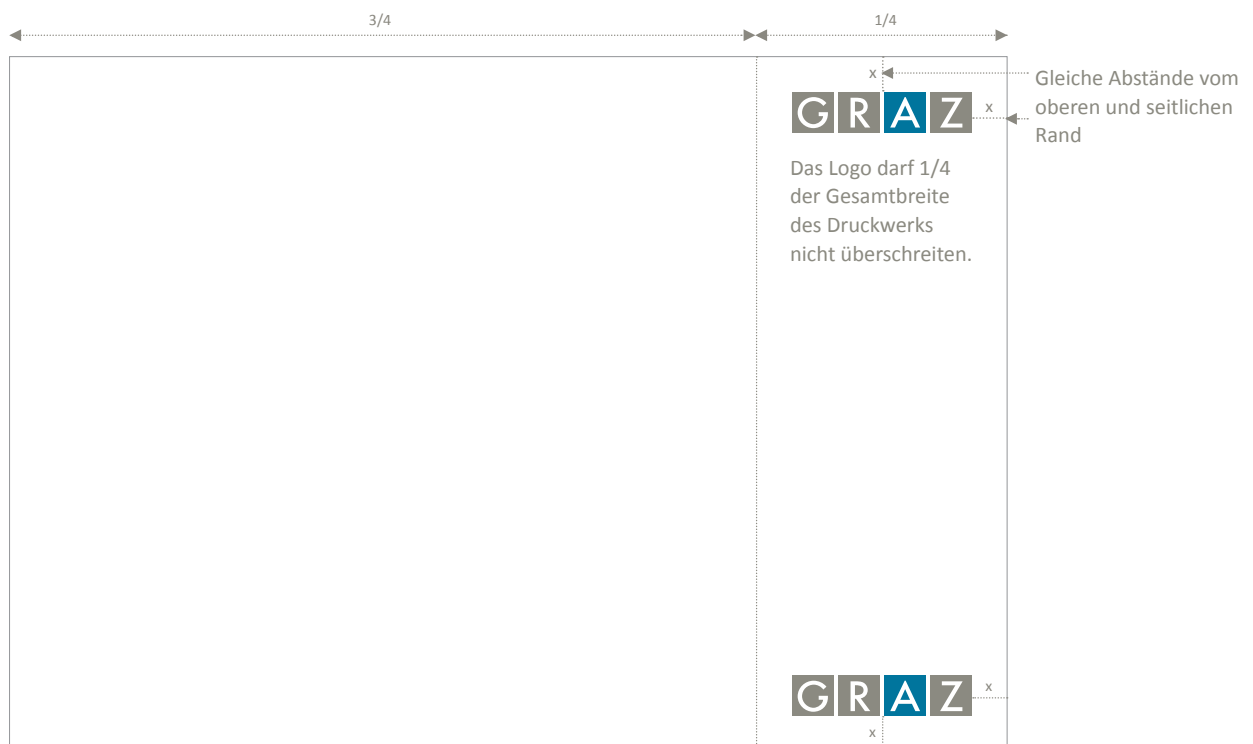 3/4
1/4
x
Gleiche Abstände vom
oberen und seitlichen
Rand
GRAZ
x
Das Logo darf 1/4
der Gesamtbreite
des Druckwerks
nicht überschreiten.
GRAZ
x
x